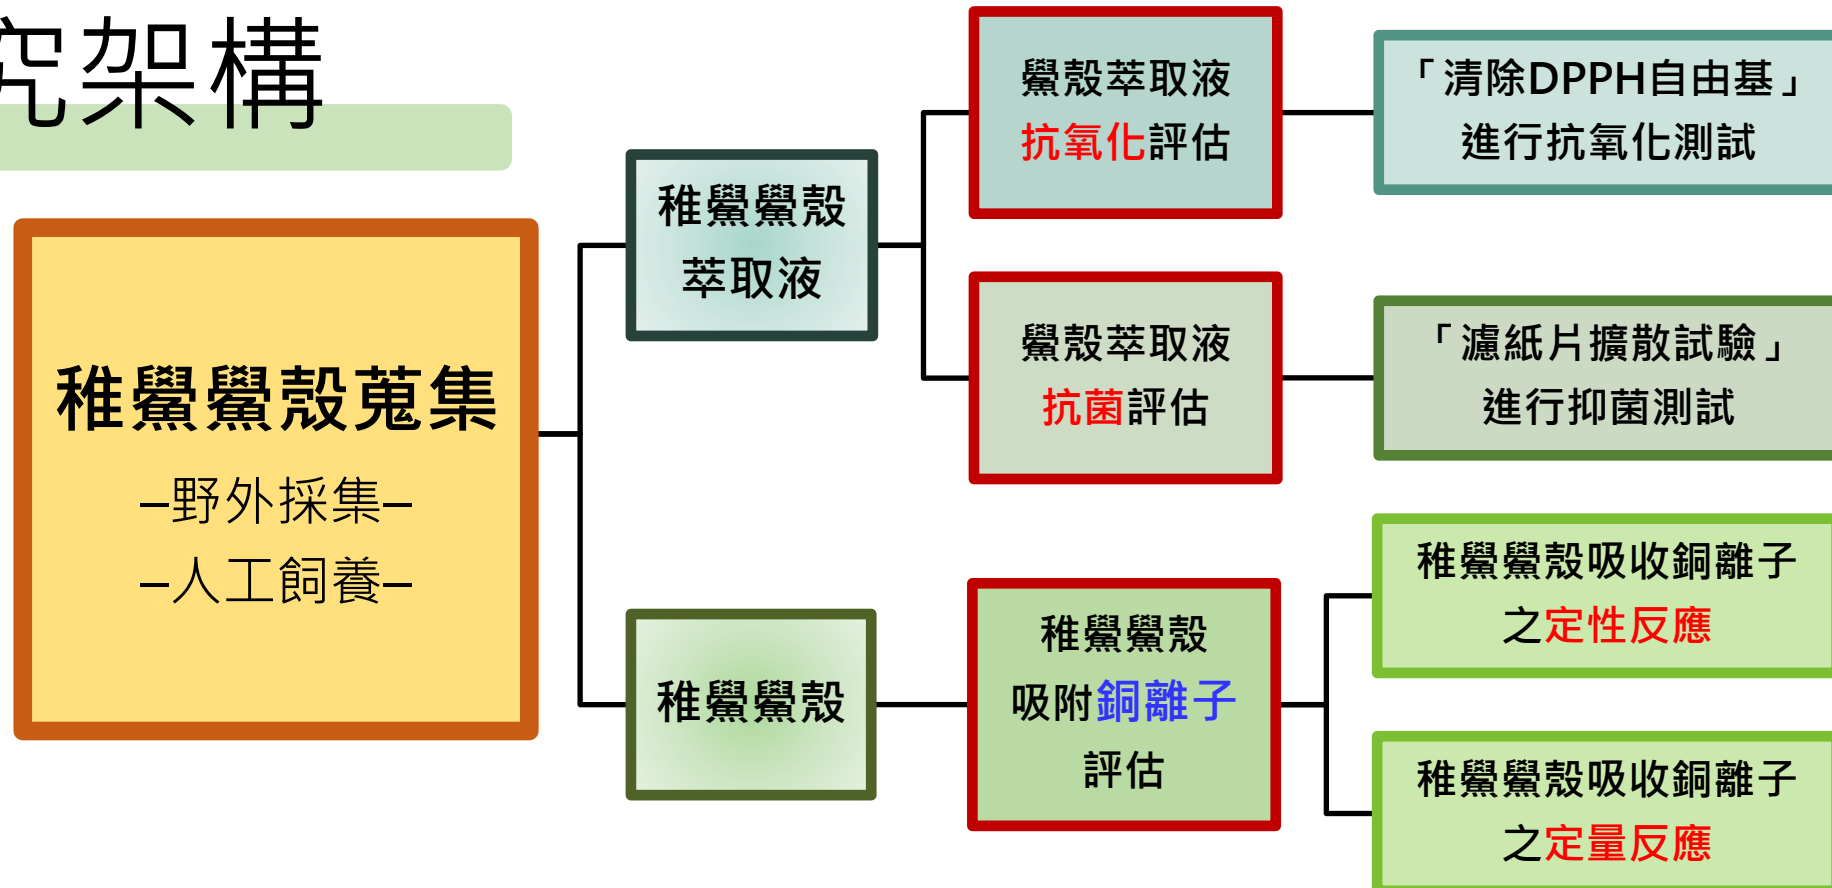 究架構
稚鱟鱟殼蒐集
–野外採集–
–人工飼養–
稚鱟鱟殼
萃取液
鱟殼萃取液
抗氧化評估
「清除DPPH自由基」
進行抗氧化測試
鱟殼萃取液
抗菌評估
「濾紙片擴散試驗」
進行抑菌測試
稚鱟鱟殼
稚鱟鱟殼
吸附銅離子
評估
稚鱟鱟殼吸收銅離子
之定性反應
稚鱟鱟殼吸收銅離子
之定量反應